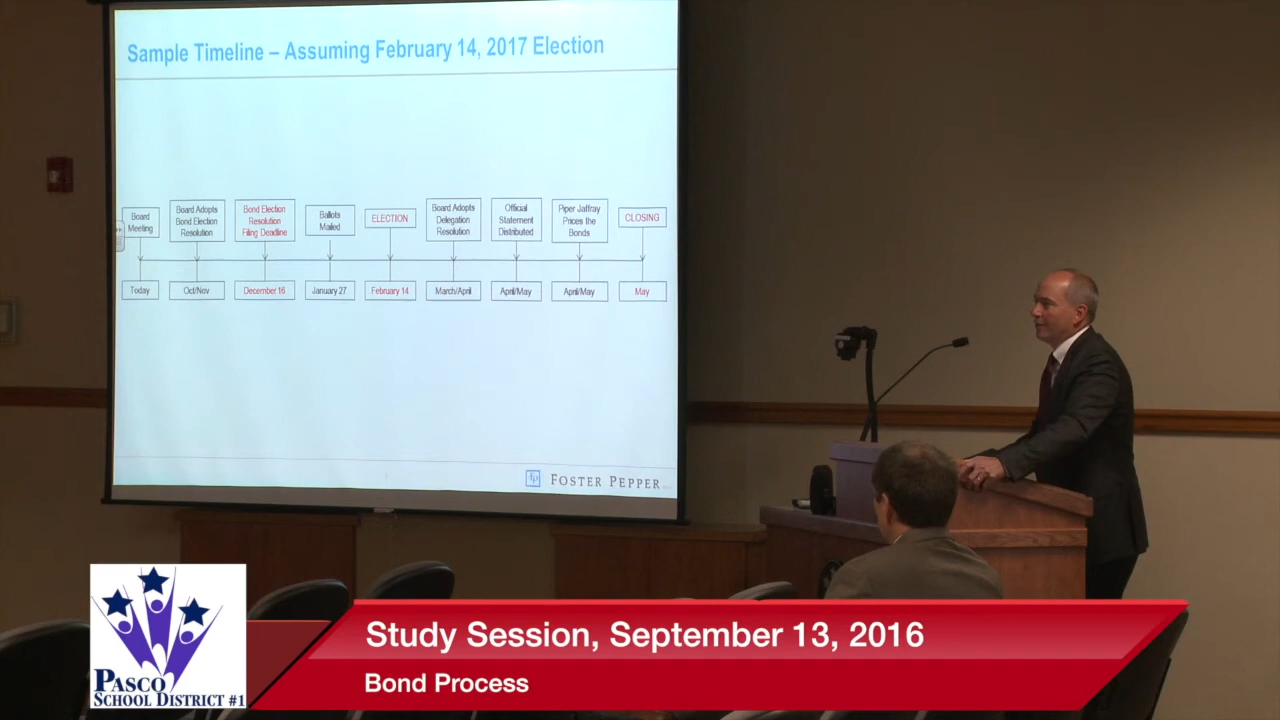 Sample Timeline – Assuming February 14, 2017 Election
Board
Meeting
Board Adopts
Bond Election
Resolution
Bond Election
Resolution
Filing Deadline
Ballots
Mailed
ELECTION
Board Adopts
Delegation
Resolution
Official
Statement
Distributed
Piper Jaffray
Prices the
Bonds
CLOSING
Today
Oct/Nov
December 16
January 27
February 14
March/April
April/May
April/May
May
FOSTER PEPPER
Study Session, September 13, 2016
Bond Process
PASCO
SCHOOL DISTRICT #1